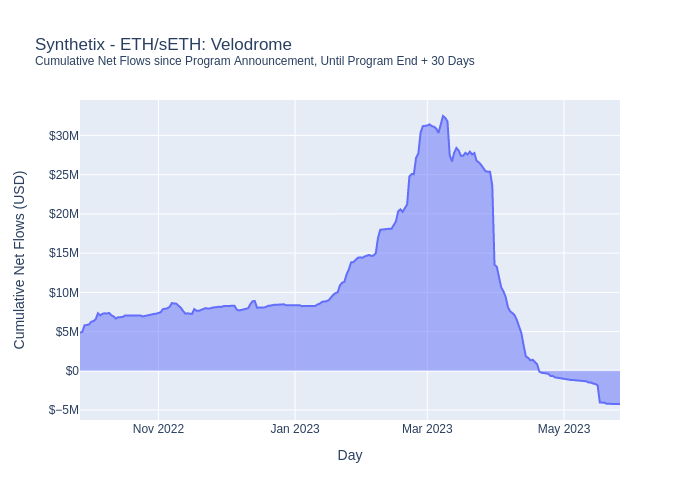 Synthetix - ETH/sETH: Velodrome
Cumulative Net Flows since Program Announcement, Until Program End + 30 Days
Cumulative Net Flows (USD)
$30M
$25M
$20M
$15M
$10M
$5M
$0
$−5M
Nov 2022
Jan 2023
Mar 2023
May 2023
Day